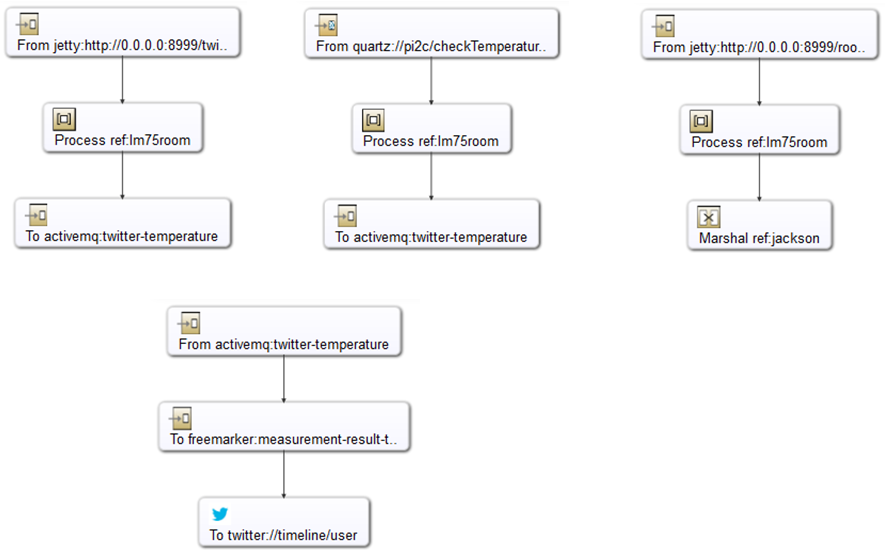 From jetty:http://0.0.0.0:8999/twi..
Process ref:lm75room
To activemq:twitter-temperature
From quartz://pi2c/checkTemperatur..
Process ref:lm75room
To activemq:twitter-temperature
From jetty:http://0.0.0.0:8999/roo..
Process ref:lm75room
Marshal ref:jackson
From activemq:twitter-temperature
To freemarker:measurement-result-t..
To twitter://timeline/user